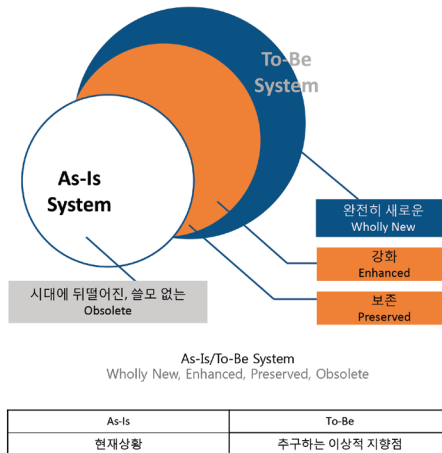 To-Be
System
As-Is
System
완전히 새로운
Wholly New
강화
Enhanced
시대에 뒤떨어진, 쓸모 없는
Obsolete
보존
Preserved
As-Is/To-Be System
Wholly New, Enhanced, Preserved, Obsolete
As-Is To-Be
현재상황 추구하는 이상적 지향점